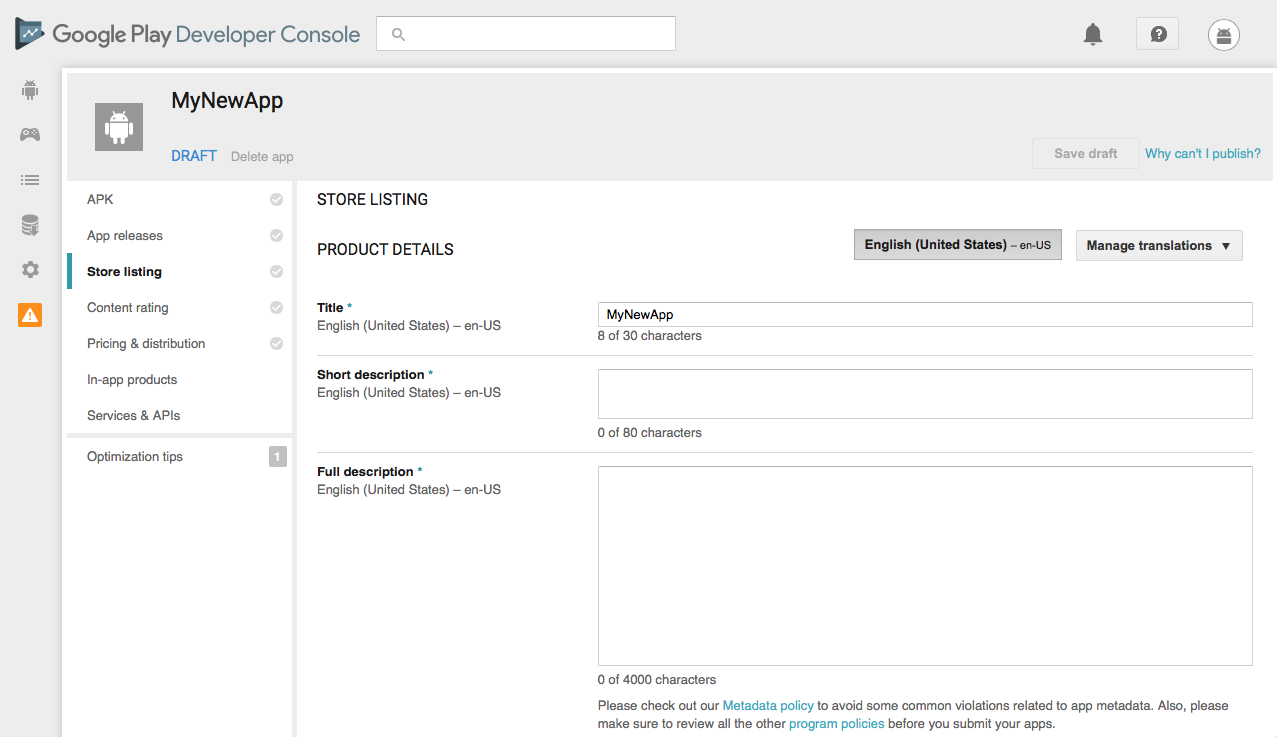 Google Play Developer Console
MyNewApp
DRAFT Delete app
Save draft Why can't I publish?
APK
App releases
Store listing
Content rating
Pricing & distribution
In-app products
Services & APIs
Optimization tips 1
STORE LISTING
PRODUCT DETAILS
English (United States) – en-US Manage translations ▼
Title *
English (United States) – en-US
MyNewApp
8 of 30 characters
Short description *
English (United States) – en-US
0 of 80 characters
Full description *
English (United States) – en-US
0 of 4000 characters
Please check out our Metadata policy to avoid some common violations related to app metadata. Also, please
make sure to review all the other program policies before you submit your apps.